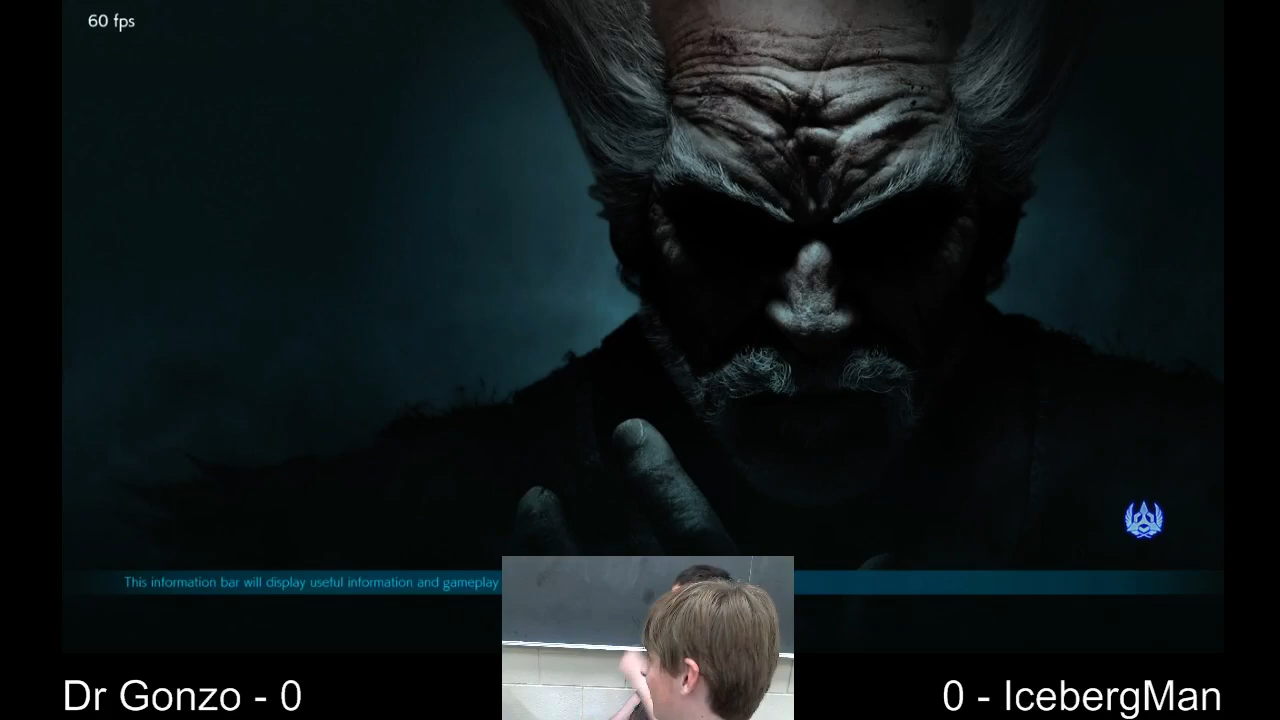 60 fps
This information bar will display useful information and gameplay
Dr Gonzo - 0
0 - IcebergMan